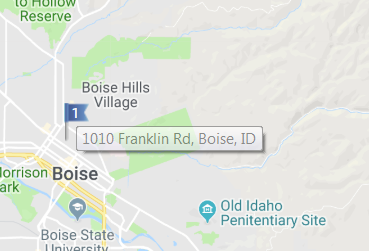 to Hollow
Reserve
Boise Hills
Village
1
1010 Franklin Rd, Boise, ID
Morrison
Park
Boise
Old Idaho
Penitentiary Site
Boise State
University